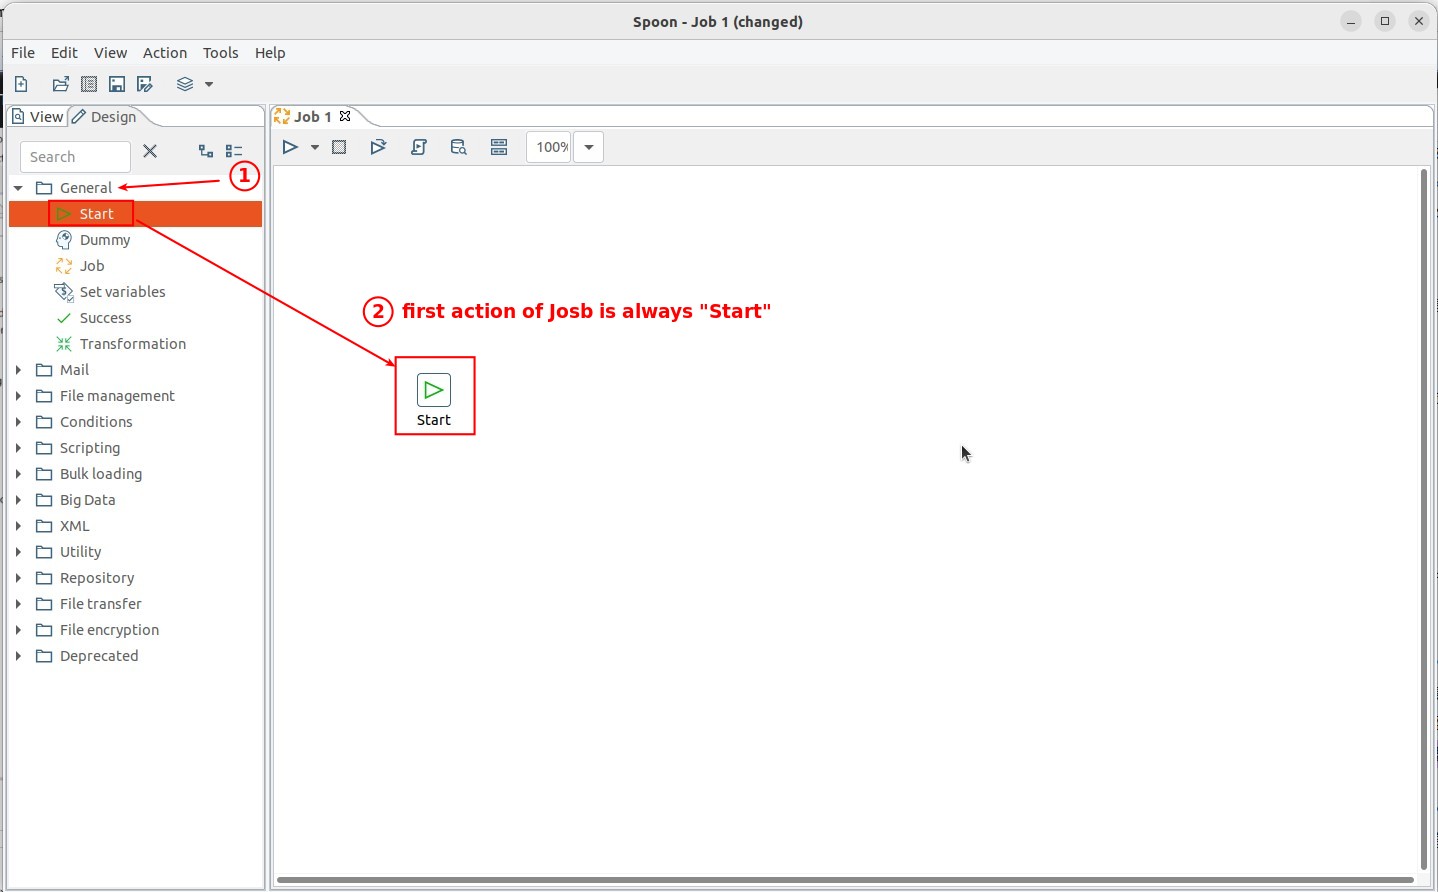 Spoon - Job 1 (changed)
File Edit View Action Tools Help
View Design
Job 1
Search
100%
1
General
Start
Dummy
Job
Set variables
Success
Transformation
Mail
File management
Conditions
Scripting
Bulk loading
Big Data
XML
Utility
Repository
File transfer
File encryption
Deprecated
2 first action of Josb is always "Start"
Start